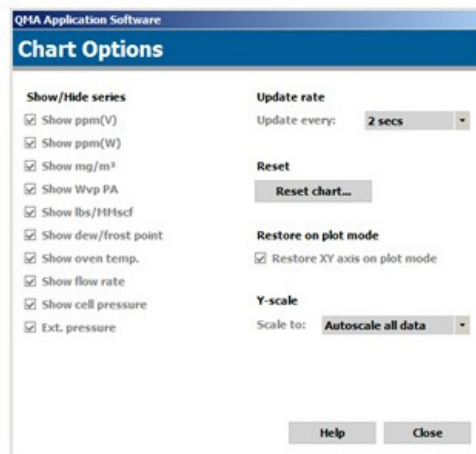 QMA Application Software
Chart Options
Show/Hide series
Show ppm(V)
Show ppm(W)
Show mg/m³
Show Wvp PA
Show lbs/MMscf
Show dew/frost point
Show oven temp.
Show flow rate
Show cell pressure
Ext. pressure
Update rate
Update every: 2 secs
Reset
Reset chart...
Restore on plot mode
Restore XY axis on plot mode
Y-scale
Scale to: Autoscale all data
Help Close